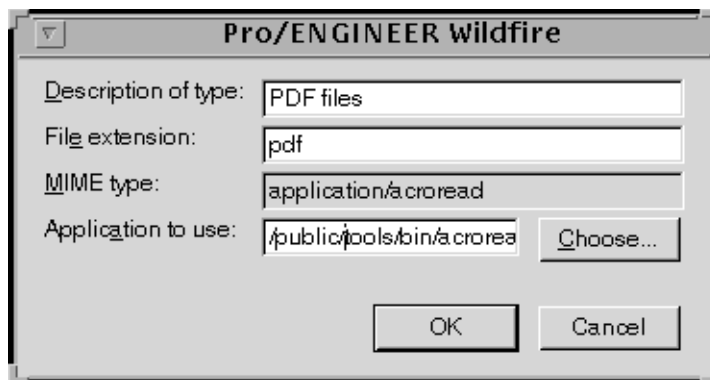 Pro/ENGINEER Wildfire
Description of type: PDF files
File extension: pdf
MIME type: application/acroread
Application to use: /public/tools/bin/acrorea Choose...
OK Cancel